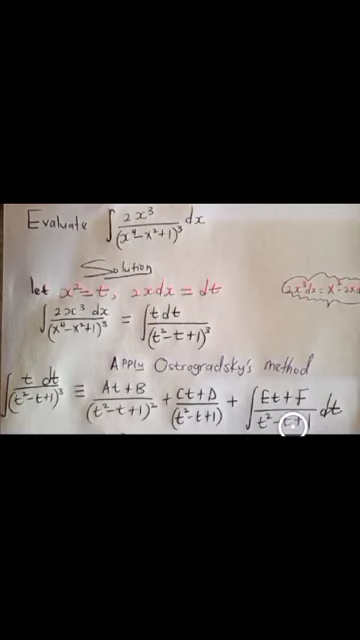 Evaluate ∫ 2x³/(x⁴-x²+1)³ dx
Solution
let x²=t, 2xdx = dt
2x³dx = x²·2xd
∫ 2x³ dx/(x⁴-x²+1)³ = ∫ t dt/(t²-t+1)³
Apply Ostrogradsky's method
∫ t dt/(t²-t+1)³ ≡ At+B/(t²-t+1)² + Ct+D/(t²-t+1) + ∫ Et+F/t²-t+1 dt